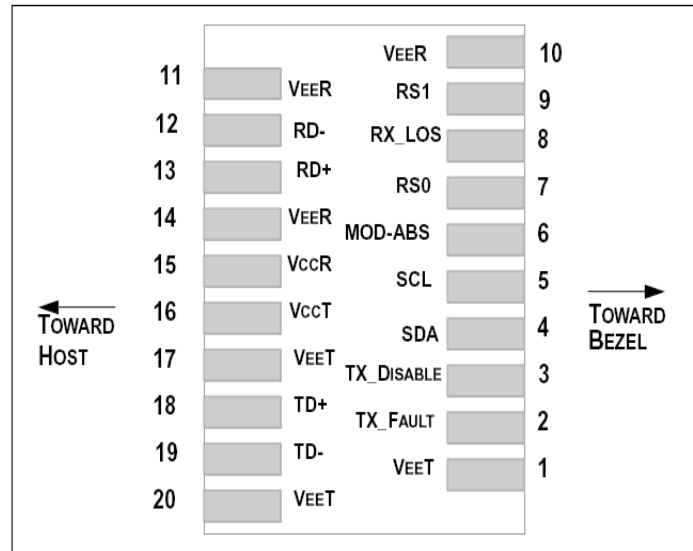 VEER 10
11 VEER
RS1 9
12 RD-
RX_LOS 8
13 RD+
RS0 7
14 VEER
MOD-ABS 6
15 VCCR
SCL 5
16 VCCT
TOWARD HOST
TOWARD BEZEL
SDA 4
17 VEET
TX_DISABLE 3
18 TD+
TX_FAULT 2
19 TD-
VEET 1
20 VEET